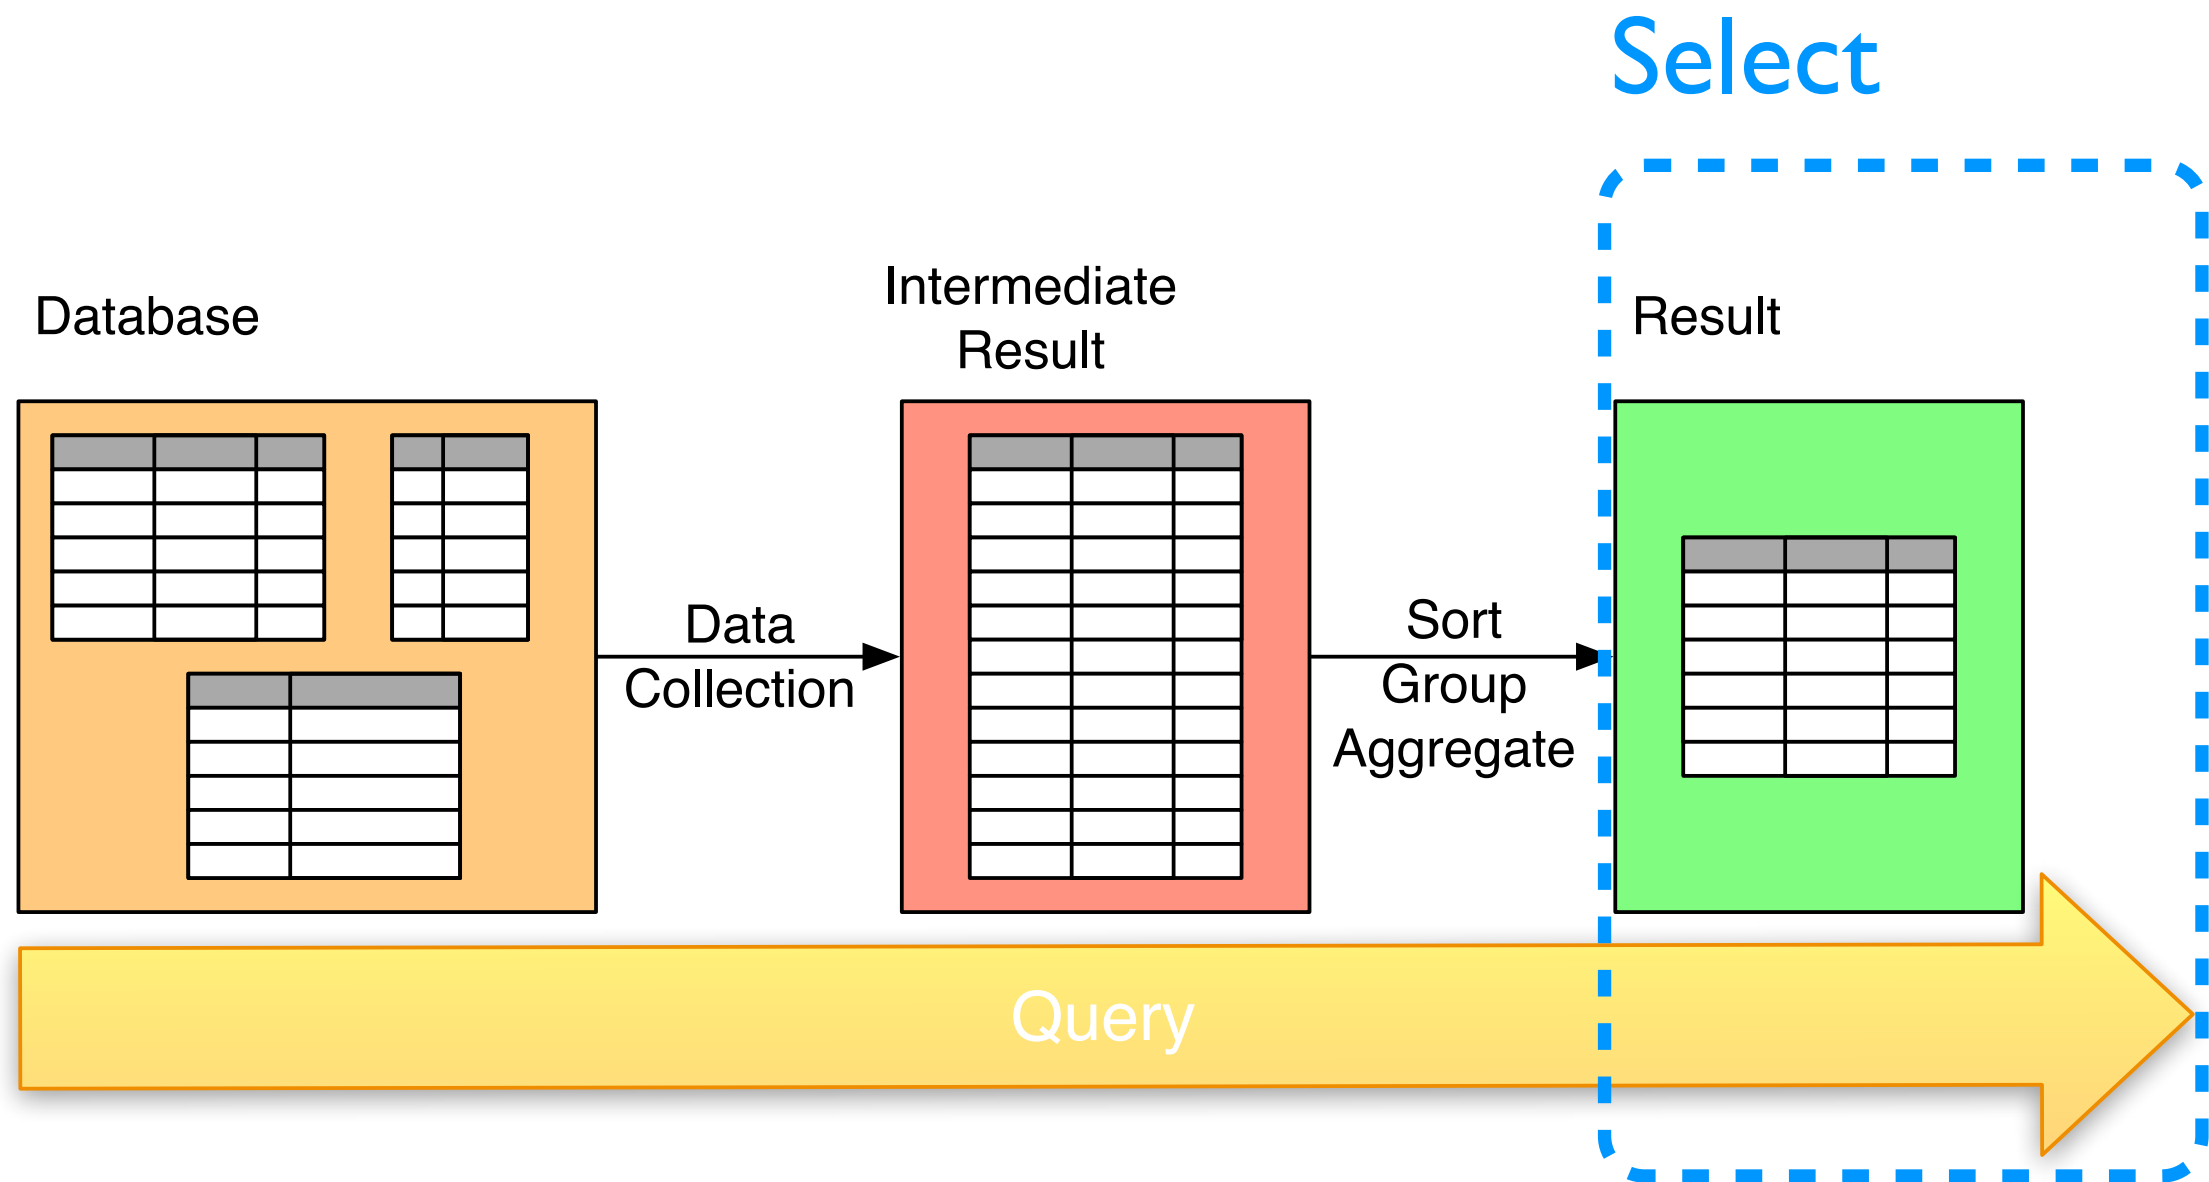 Select
Database
Intermediate
Result
Result
Data
Collection
Sort
Group
Aggregate
Query